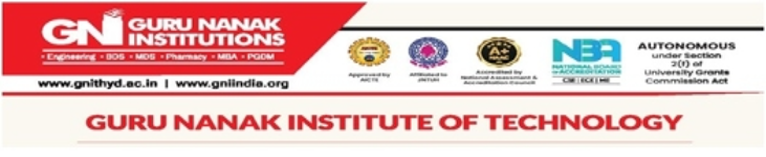 GNI GURU NANAK
INSTITUTIONS
• Engineering • BDS • MDS • Pharmacy • MBA • PGDM
www.gnithyd.ac.in | www.gniindia.org
Approved by
AICTE
Affiliated to
JNTUH
A+
Accredited by
National Assessment &
Accreditation Council
NBA
NATIONAL BOARD
of ACCREDITATION
CSE | ECE | ME
AUTONOMOUS
under Section
2(f) of
University Grants
Commission Act
GURU NANAK INSTITUTE OF TECHNOLOGY